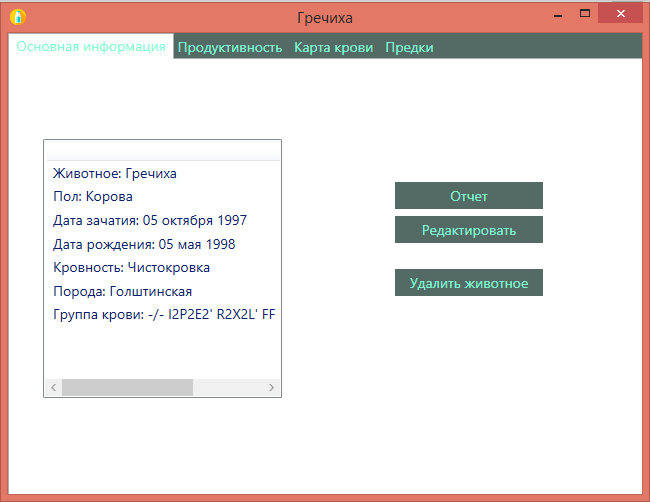 Гречиха
Основная информация Продуктивность Карта крови Предки
Животное: Гречиха
Пол: Корова
Дата зачатия: 05 октября 1997
Дата рождения: 05 мая 1998
Кровность: Чистокровка
Порода: Голштинская
Группа крови: -/- I2P2E2' R2X2L' FF
Отчет
Редактировать
Удалить животное